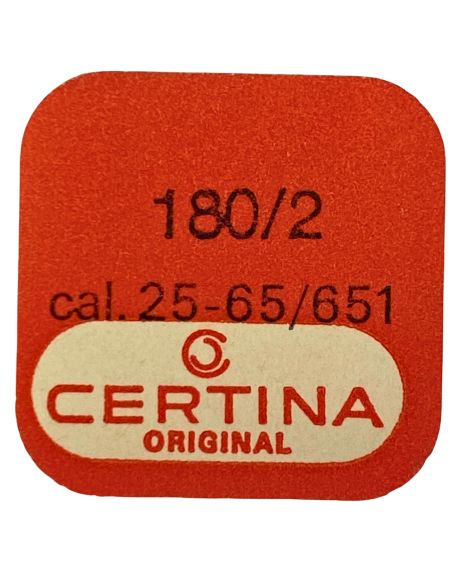 180/2
cal. 25-65/651
CERTINA
ORIGINAL